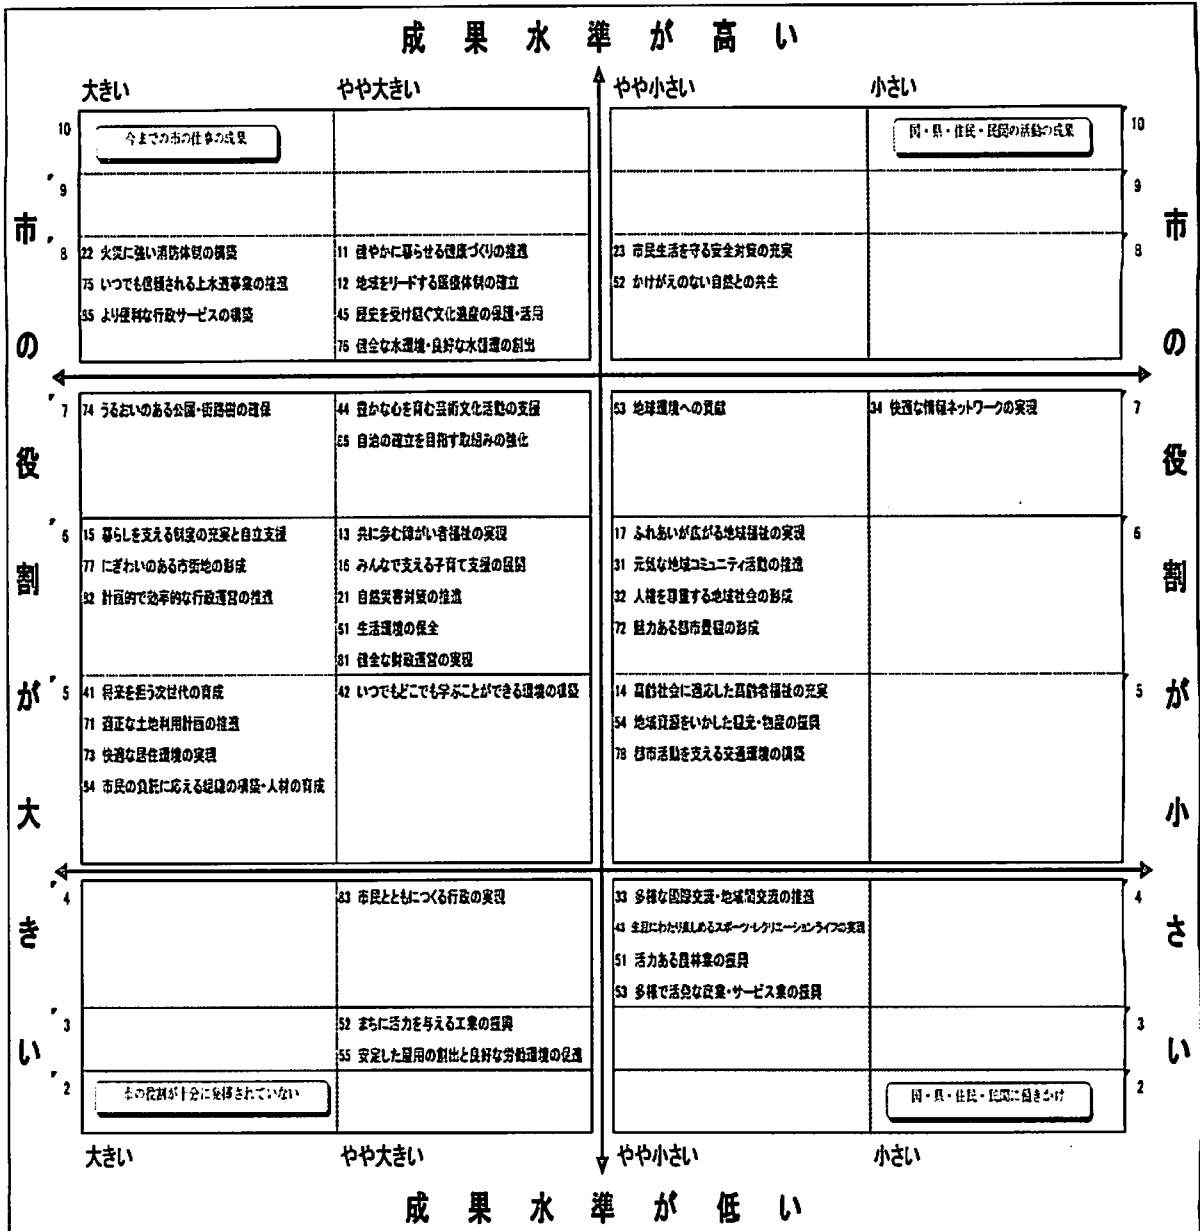 成果水準が高い
大きい やや大きい やや小さい 小さい
10 今までの市の仕事の成果 国・県・住民・民間の活動の成果 10
9 9
8 8
22 火災に強い消防体制の構築
75 いつでも信頼される上水道事業の推進
85 より便利な行政サービスの構築
11 健やかに暮らせる健康づくりの推進
12 地域をリードする医療体制の確立
45 歴史を受け継ぐ文化遺産の保護・活用
76 健全な水環境・良好な水循環の創出
23 市民生活を守る安全対策の充実
52 かけがえのない自然との共生
7 7
74 うるおいのある公園・街路樹の確保
44 豊かな心を育む芸術文化活動の支援
自治の確立を目指す取組みの強化
53 地球環境への貢献
34 快適な情報ネットワークの実現
6 6
15 暮らしを支える制度の充実と自立支援
77 にぎわいのある市街地の形成
82 計画的で効率的な行政運営の推進
13 共に歩む障がい者福祉の実現
16 みんなで支える子育て支援の展開
21 自然災害対策の推進
51 生活環境の保全
81 健全な財政運営の実現
17 ふれあいが広がる地域福祉の実現
31 元気な地域コミュニティ活動の推進
32 人権を尊重する地域社会の形成
72 魅力ある都市景観の形成
5 5
41 将来を担う次世代の育成
71 適正な土地利用計画の推進
73 快適な居住環境の実現
84 市民の負託に応える組織の構築・人材の育成
42 いつでもどこでも学ぶことができる環境の構築
14 高齢社会に適応した高齢者福祉の充実
54 地域資源をいかした観光・物産の振興
78 都市活動を支える交通環境の構築
4 4
83 市民とともにつくる行政の実現
33 多様な国際交流・地域間交流の推進
43 生涯にわたり楽しめるスポーツ・レクリエーションライフの実現
51 活力ある農林業の振興
53 多様で活発な商業・サービス業の振興
3 3
52 まちに活力を与える工業の振興
55 安定した雇用の創出と良好な労働環境の促進
2 市の役割が十分に発揮されていない 国・県・住民・民間に働きかけ 2
大きい やや大きい やや小さい 小さい
成果水準が低い
市の役割が大きい
市の役割が小さい